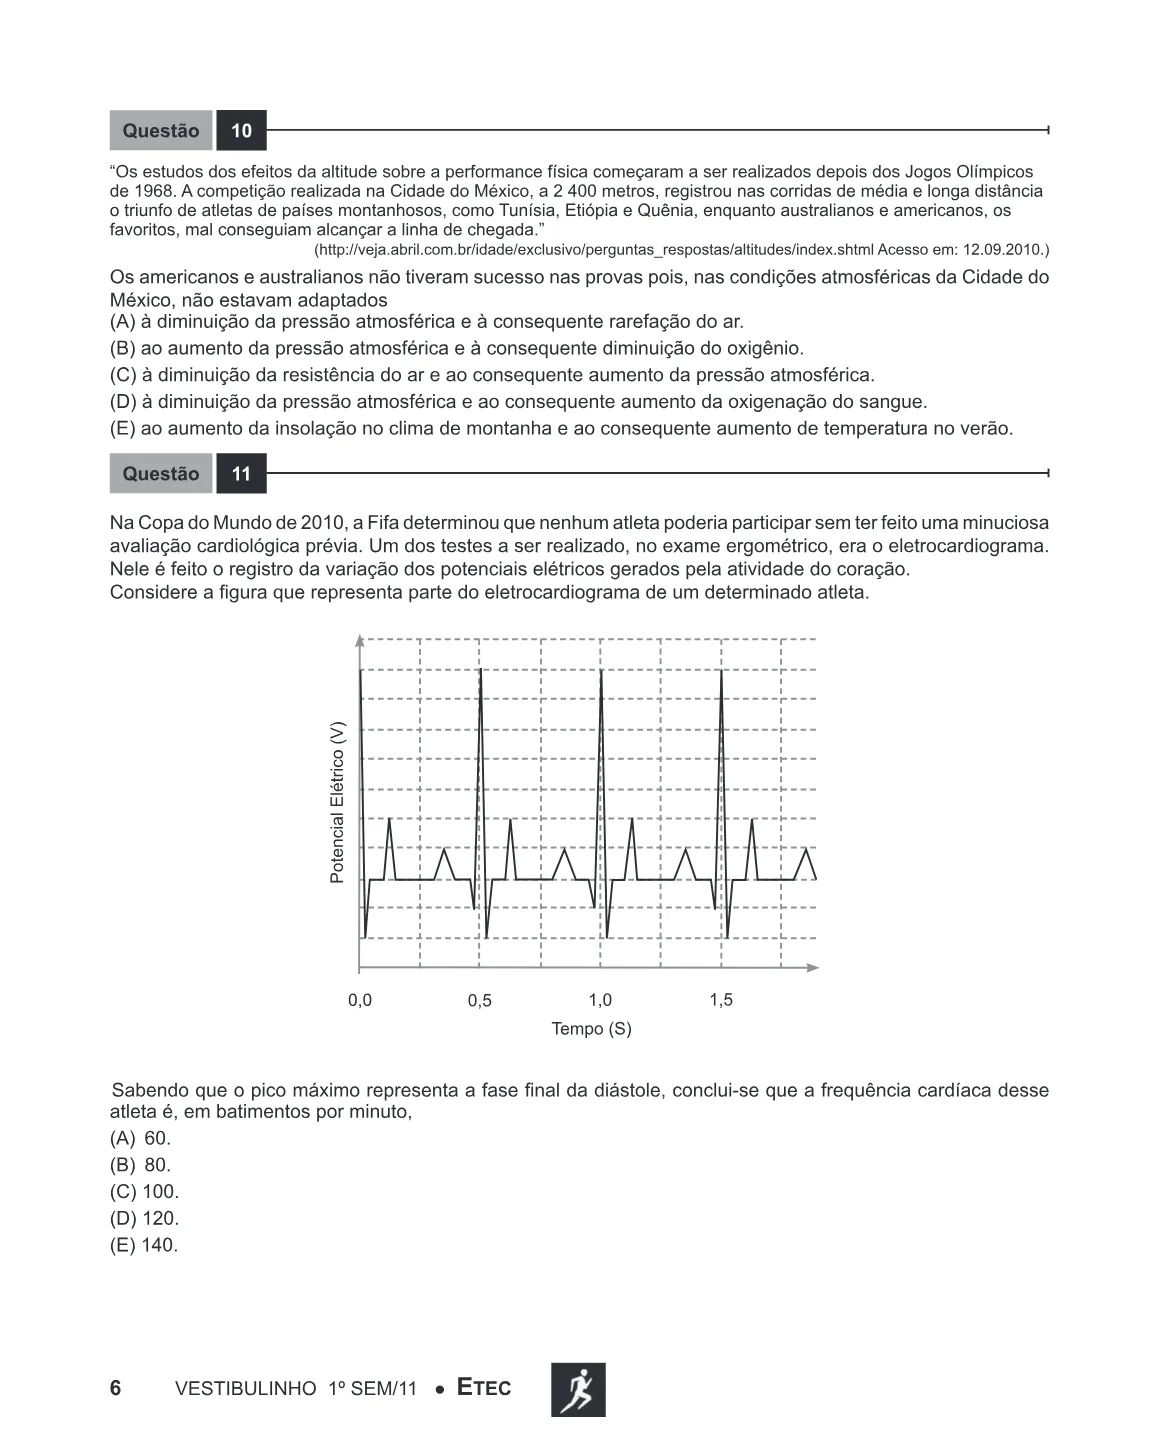 Questão 10
“Os estudos dos efeitos da altitude sobre a performance física começaram a ser realizados depois dos Jogos Olímpicos
de 1968. A competição realizada na Cidade do México, a 2 400 metros, registrou nas corridas de média e longa distância
o triunfo de atletas de países montanhosos, como Tunísia, Etiópia e Quênia, enquanto australianos e americanos, os
favoritos, mal conseguiam alcançar a linha de chegada.”
(http://veja.abril.com.br/idade/exclusivo/perguntas_respostas/altitudes/index.shtml Acesso em: 12.09.2010.)
Os americanos e australianos não tiveram sucesso nas provas pois, nas condições atmosféricas da Cidade do
México, não estavam adaptados
(A) à diminuição da pressão atmosférica e à consequente rarefação do ar.
(B) ao aumento da pressão atmosférica e à consequente diminuição do oxigênio.
(C) à diminuição da resistência do ar e ao consequente aumento da pressão atmosférica.
(D) à diminuição da pressão atmosférica e ao consequente aumento da oxigenação do sangue.
(E) ao aumento da insolação no clima de montanha e ao consequente aumento de temperatura no verão.
Questão 11
Na Copa do Mundo de 2010, a Fifa determinou que nenhum atleta poderia participar sem ter feito uma minuciosa
avaliação cardiológica prévia. Um dos testes a ser realizado, no exame ergométrico, era o eletrocardiograma.
Nele é feito o registro da variação dos potenciais elétricos gerados pela atividade do coração.
Considere a figura que representa parte do eletrocardiograma de um determinado atleta.
Potencial Elétrico (V)
0,0 0,5 1,0 1,5
Tempo (S)
Sabendo que o pico máximo representa a fase final da diástole, conclui-se que a frequência cardíaca desse
atleta é, em batimentos por minuto,
(A) 60.
(B) 80.
(C) 100.
(D) 120.
(E) 140.
6 VESTIBULINHO 1º SEM/11 • ETEC